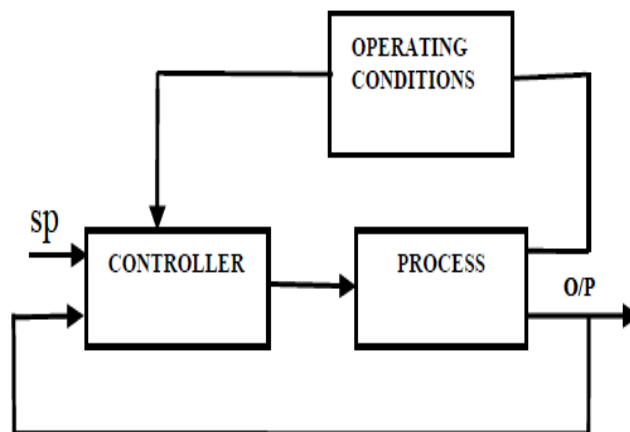 OPERATING
CONDITIONS
sp
CONTROLLER
PROCESS
O/P